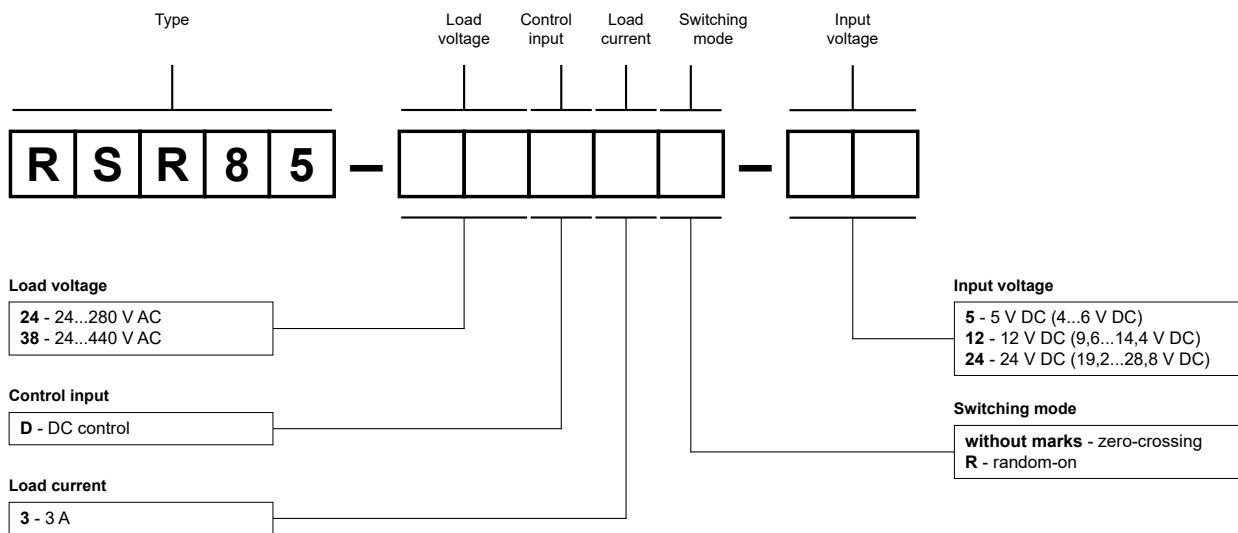 Type
Load voltage
Control input
Load current
Switching mode
Input voltage
RSR85 – –
Load voltage
24 - 24...280 V AC
38 - 24...440 V AC
Control input
D - DC control
Load current
3 - 3 A
Input voltage
5 - 5 V DC (4...6 V DC)
12 - 12 V DC (9,6...14,4 V DC)
24 - 24 V DC (19,2...28,8 V DC)
Switching mode
without marks - zero-crossing
R - random-on